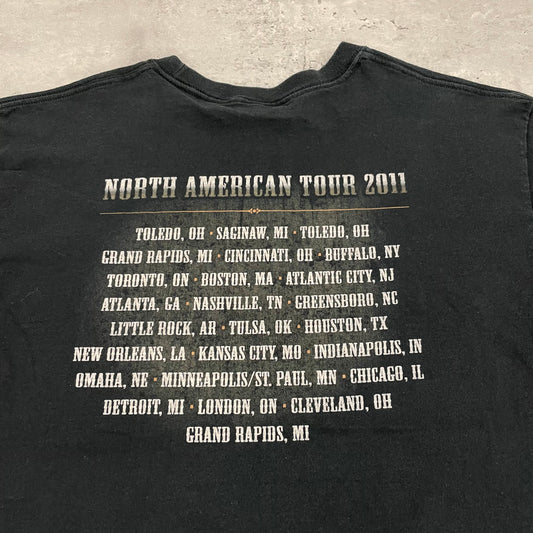 NORTH AMERICAN TOUR 2011
TOLEDO, OH · SAGINAW, MI · TOLEDO, OH
GRAND RAPIDS, MI · CINCINNATI, OH · BUFFALO, NY
TORONTO, ON · BOSTON, MA · ATLANTIC CITY, NJ
ATLANTA, GA · NASHVILLE, TN · GREENSBORO, NC
LITTLE ROCK, AR · TULSA, OK · HOUSTON, TX
NEW ORLEANS, LA · KANSAS CITY, MO · INDIANAPOLIS, IN
OMAHA, NE · MINNEAPOLIS/ST. PAUL, MN · CHICAGO, IL
DETROIT, MI · LONDON, ON · CLEVELAND, OH
GRAND RAPIDS, MI